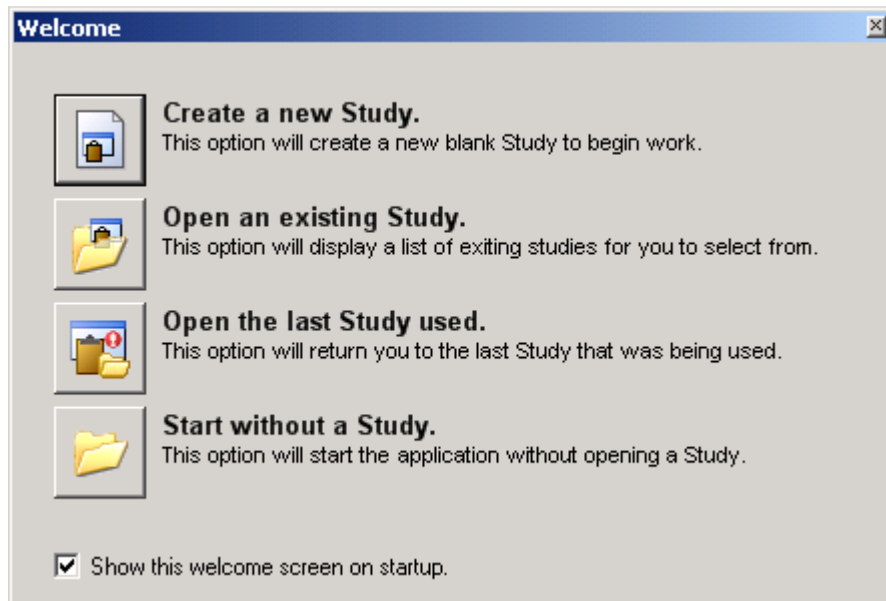 Welcome
Create a new Study.
This option will create a new blank Study to begin work.
Open an existing Study.
This option will display a list of exiting studies for you to select from.
Open the last Study used.
This option will return you to the last Study that was being used.
Start without a Study.
This option will start the application without opening a Study.
Show this welcome screen on startup.